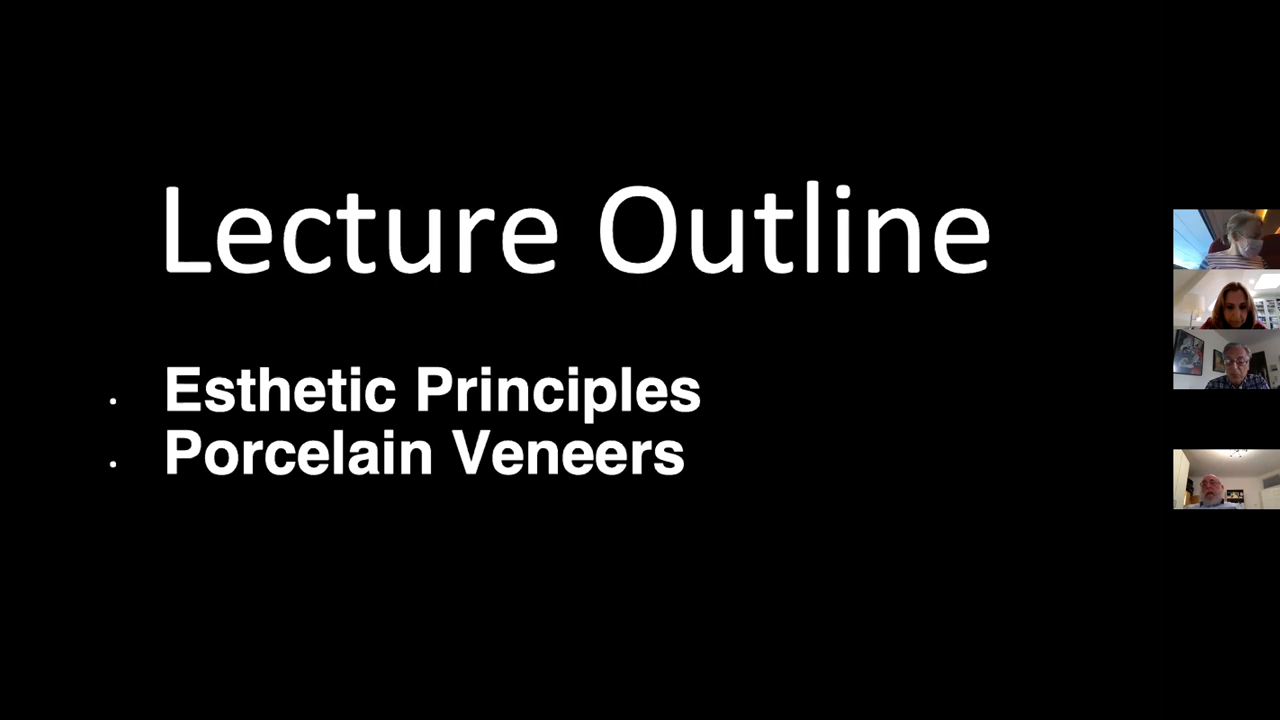 Lecture Outline
• Esthetic Principles
• Porcelain Veneers